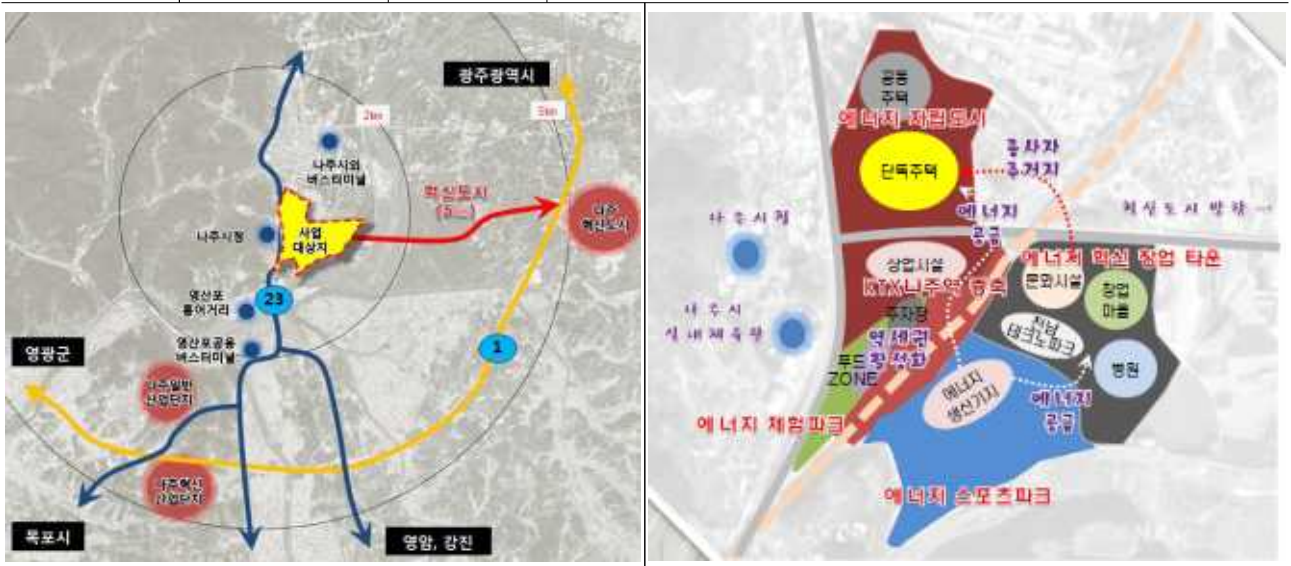 광주광역시
2km
5km
나주시외
버스터미널
혁신도시
나주
혁신도시
나주시청
사업
대상지
영산포
홍어거리
23
영산포공용
버스터미널
1
영광군
나주일반
산업단지
나주혁신
산업단지
목포시
영암, 강진
공동
주택
에너지 자립도시
단독주택
종사자
주거지
에너지
공급
나주시청
혁신도시 방향
상업시설
KTX나주역 증축
에너지 혁신 창업 타운
문화시설
창업
마을
주차장
전남
테크노파크
나주시
실내체육관
역세권
활성화
푸드
ZONE
병원
에너지
생산기지
에너지
공급
에너지 체험파크
에너지 스포츠파크